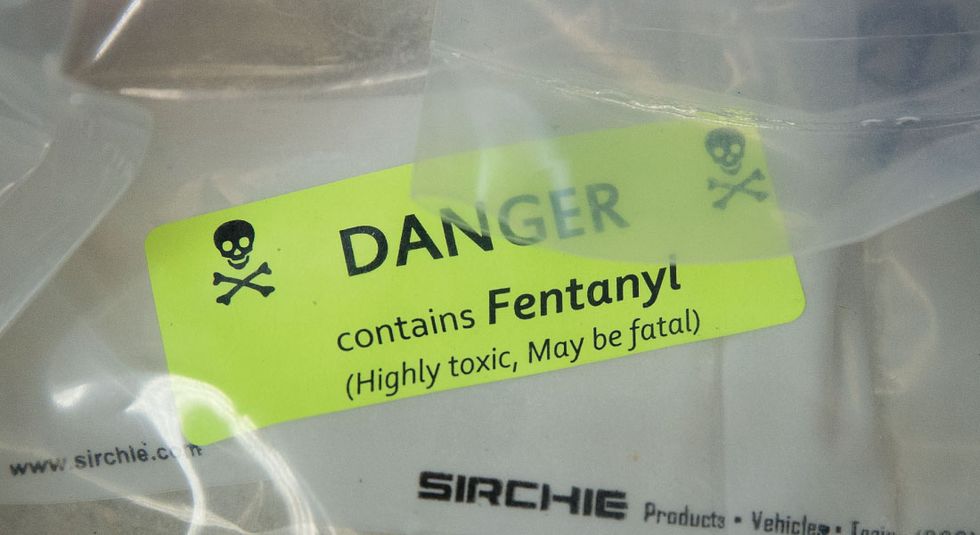 DANGER
contains Fentanyl
(Highly toxic, May be fatal)
www.sirchie.com
SIRCHIE Products • Vehicles •